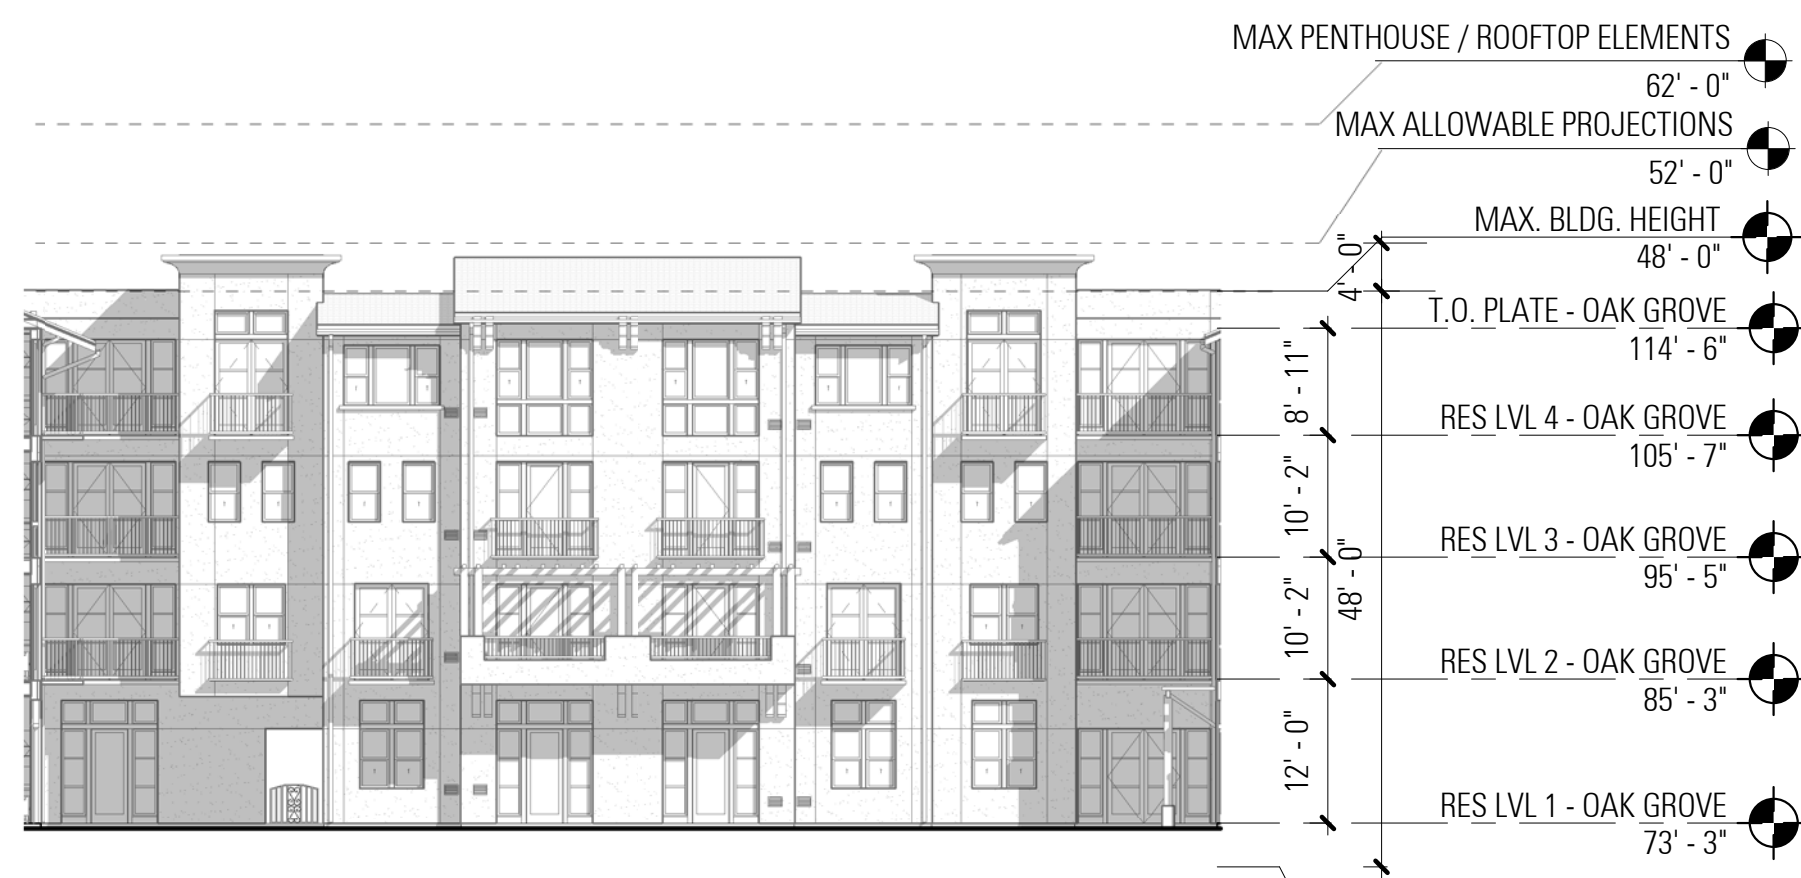 MAX PENTHOUSE / ROOFTOP ELEMENTS
62' - 0"
MAX ALLOWABLE PROJECTIONS
52' - 0"
MAX. BLDG. HEIGHT
48' - 0"
4' - 0"
T.O. PLATE - OAK GROVE
114' - 6"
8' - 11"
RES LVL 4 - OAK GROVE
105' - 7"
10' - 2"
RES LVL 3 - OAK GROVE
95' - 5"
48' - 0"
10' - 2"
RES LVL 2 - OAK GROVE
85' - 3"
12' - 0"
RES LVL 1 - OAK GROVE
73' - 3"